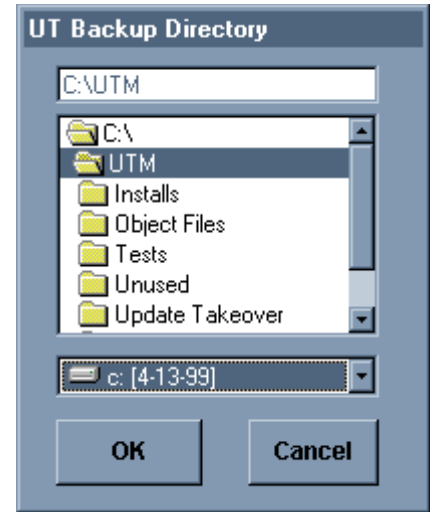 UT Backup Directory
C:\UTM
C:\
UTM
Installs
Object Files
Tests
Unused
Update Takeover
c: [4-13-99]
OK
Cancel